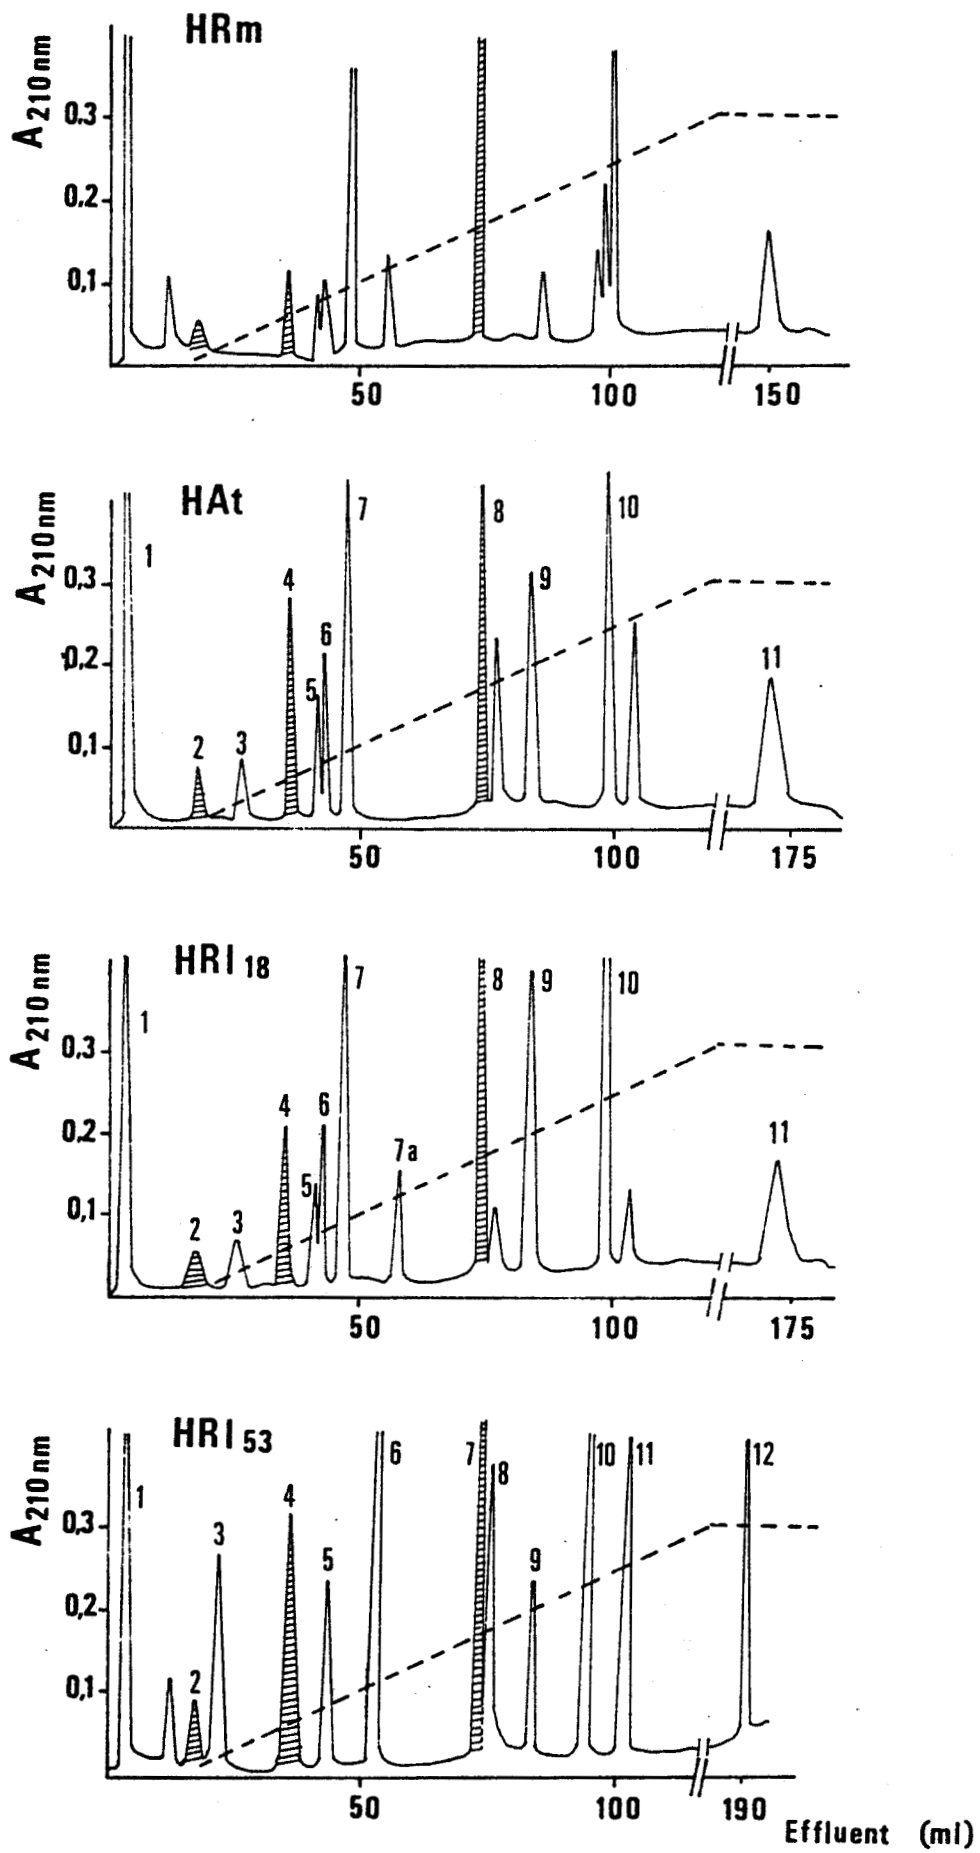 HRm
A210nm
0.3
0.2
0,1
50 100 150
HAt
A210nm
0.3
0.2
0,1
1 2 3 4 5 6 7 8 9 10 11
50 100 175
HRI18
A210nm
0.3
0.2
0,1
1 2 3 4 5 6 7 7a 8 9 10 11
50 100 175
HRI53
A210nm
0,3
0,2
0,1
1 2 3 4 5 6 7 8 9 10 11 12
50 100 190
Effluent (ml)